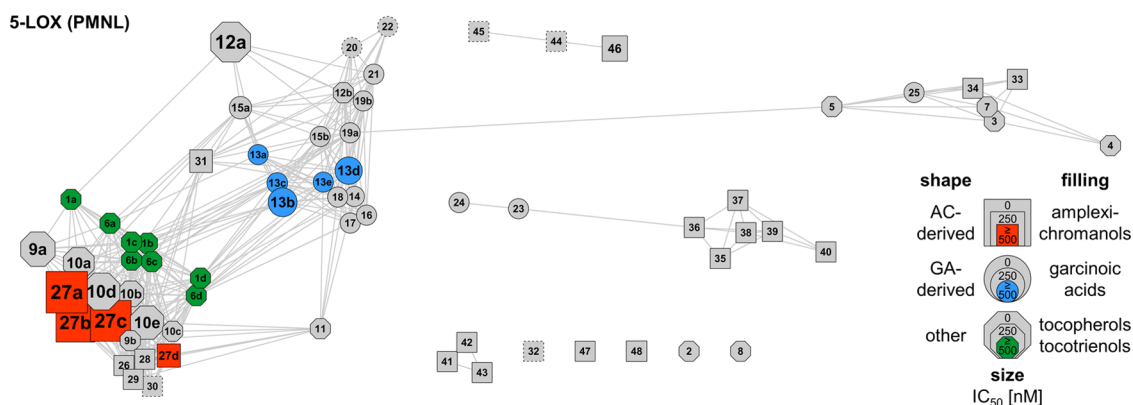 5-LOX (PMNL)
22
20
45
44
46
12a
21
12b
19b
15a
15b
19a
31
13a
13c
13b
13e
13d
18
14
16
17
5
25
34
33
7
3
4
24
23
37
36
38
39
35
40
1a
6a
1c
1b
6b
6c
9a
10a
1d
6d
27a
10d
10b
27b
27c
10e
10c
11
9b
26
28
27d
29
30
42
41
43
32
47
48
2
8
shape
filling
AC-
derived
0
250
≥
500
amplexi-
chromanols
GA-
derived
0
250
≥
500
garcinoic
acids
other
0
250
≥
500
tocopherols
tocotrienols
size
IC50 [nM]